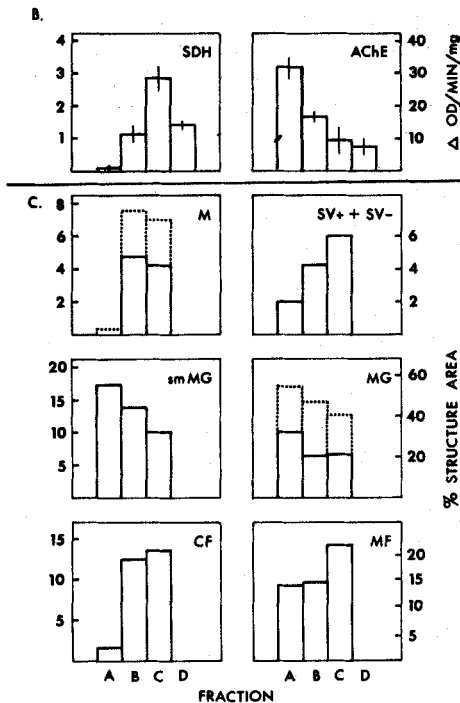 B.
SDH
4
3
2
1
AChE
40
30
20
10
Δ OD/MIN/mg
C.
M
8
6
4
2
SV+ + SV-
6
4
2
sm MG
20
15
10
5
MG
60
40
20
% STRUCTURE AREA
CF
15
10
5
MF
20
15
10
5
A B C D
A B C D
FRACTION